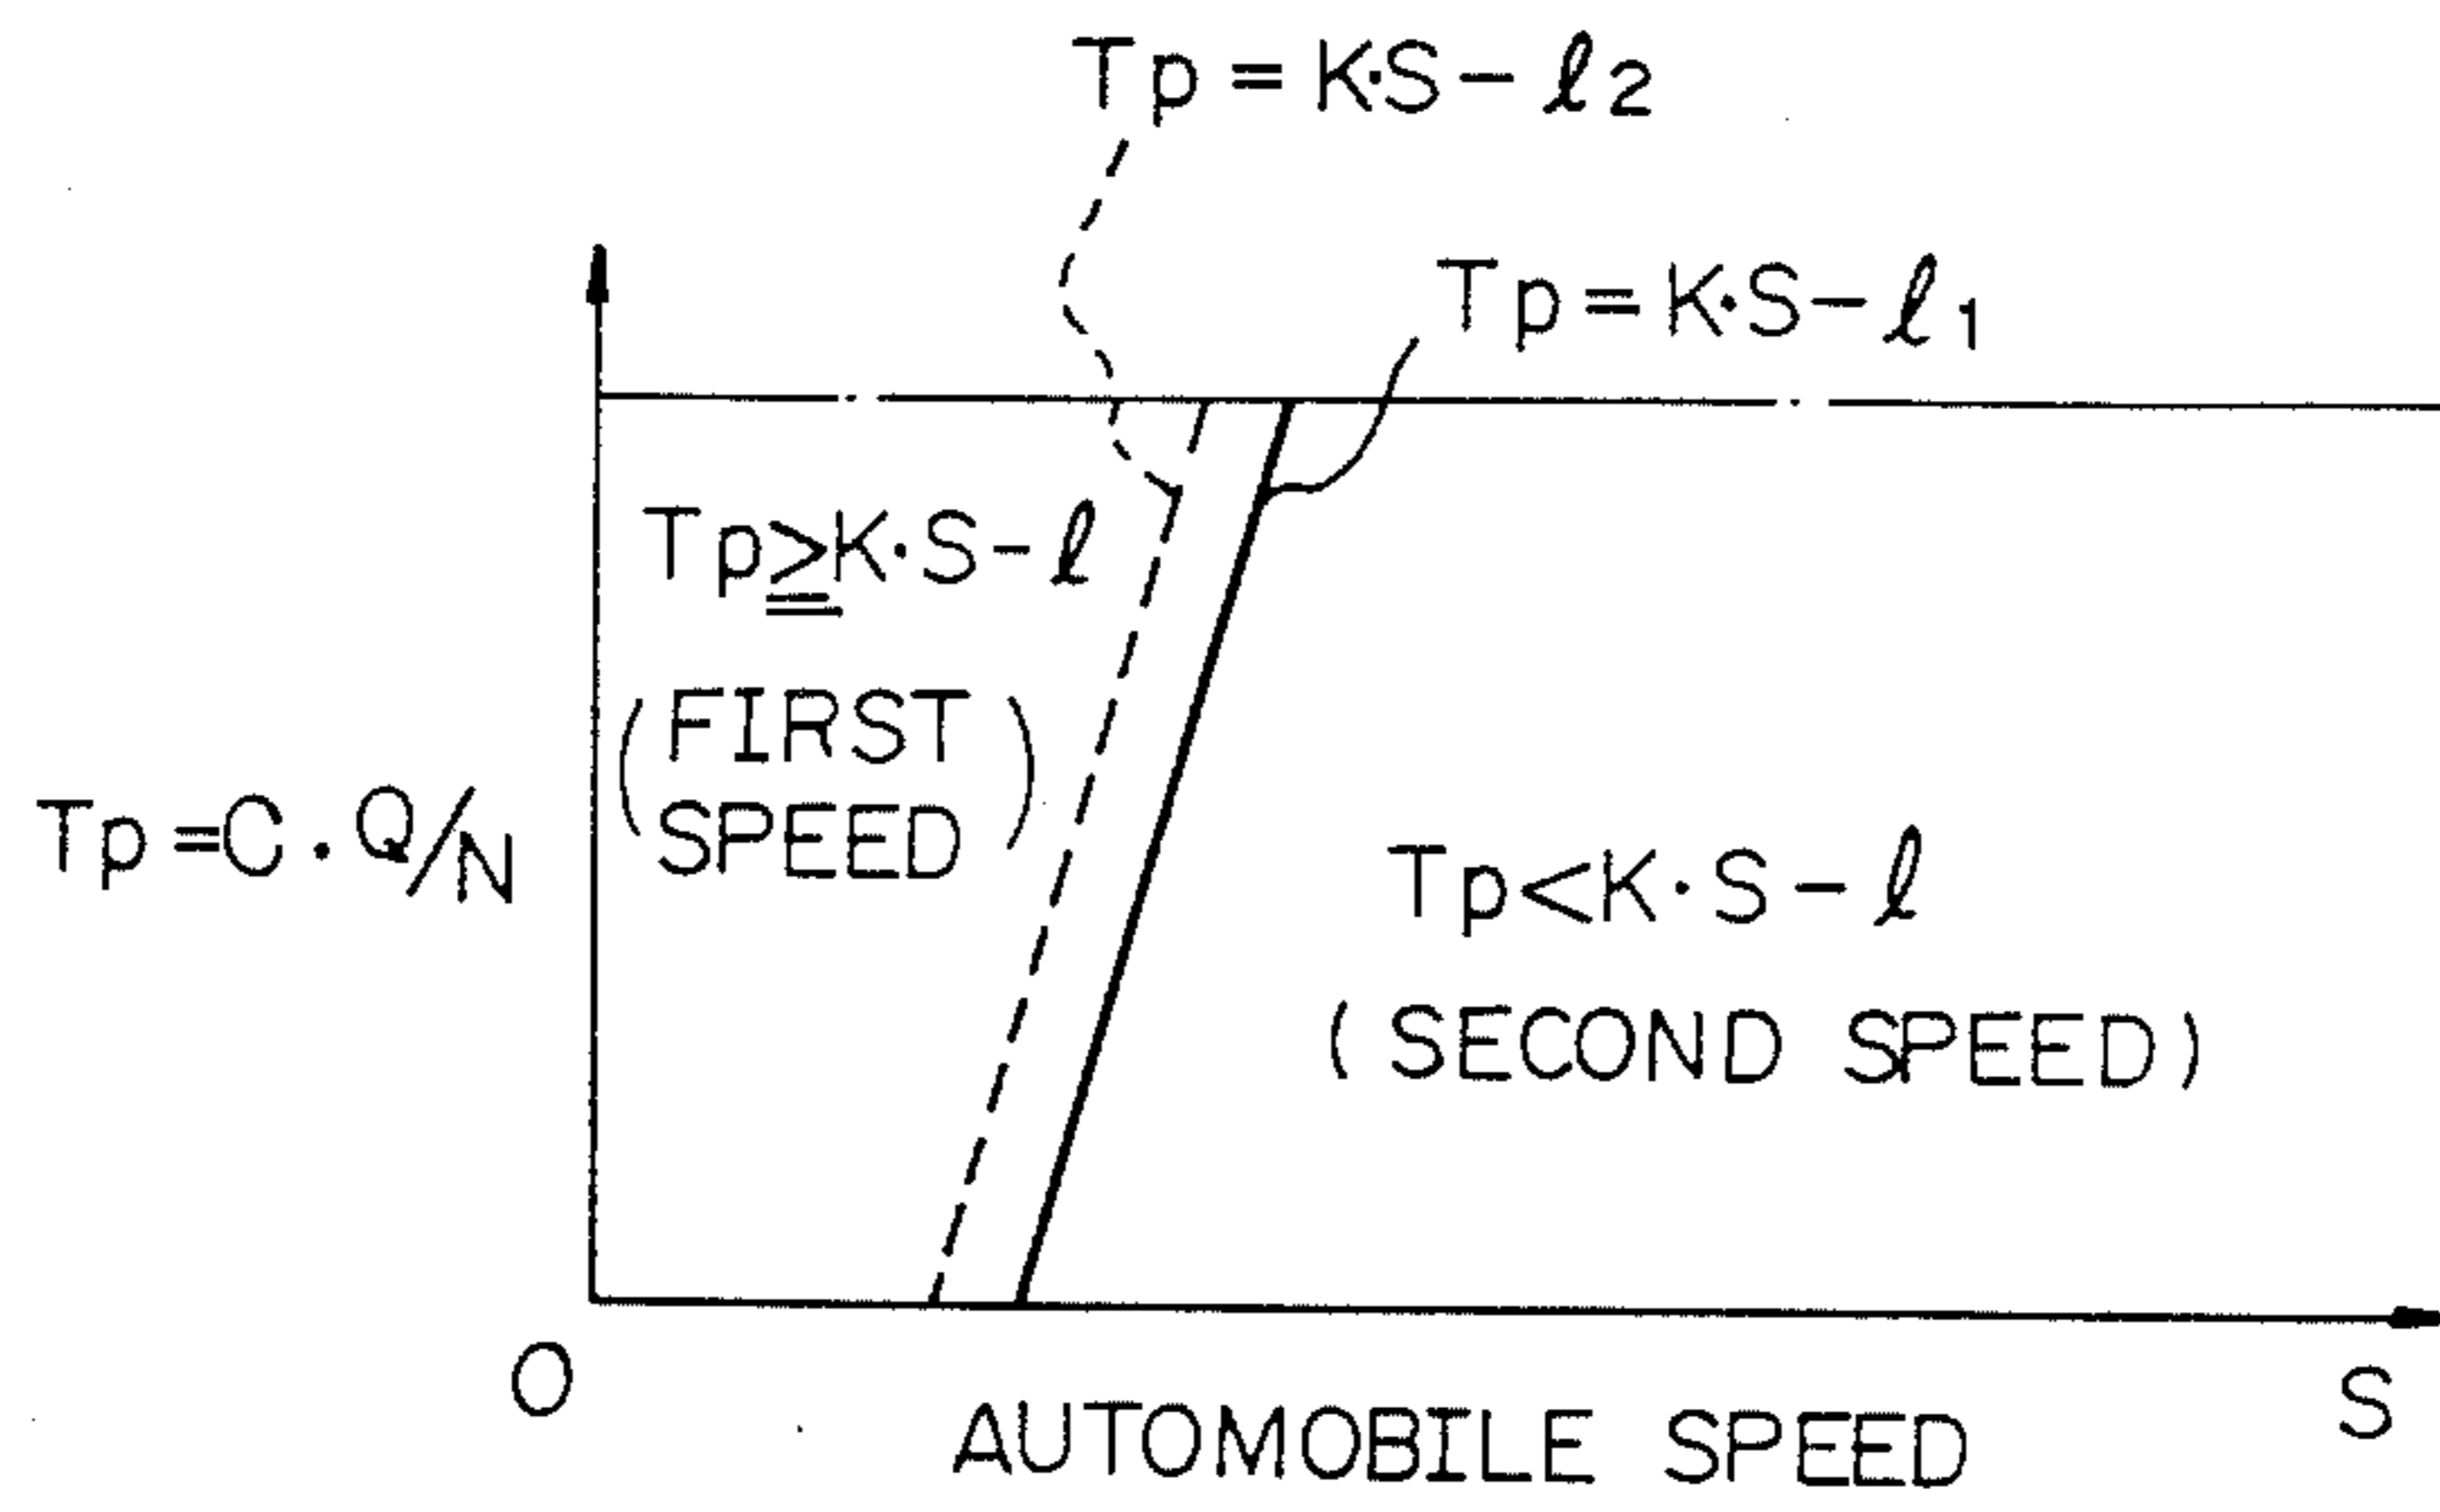 Tp=K·S-ℓ2
Tp=K·S-ℓ1
Tp≧K·S-ℓ
(FIRST
SPEED)
Tp=C·Q/N
Tp<K·S-ℓ
(SECOND SPEED)
O
S
AUTOMOBILE SPEED